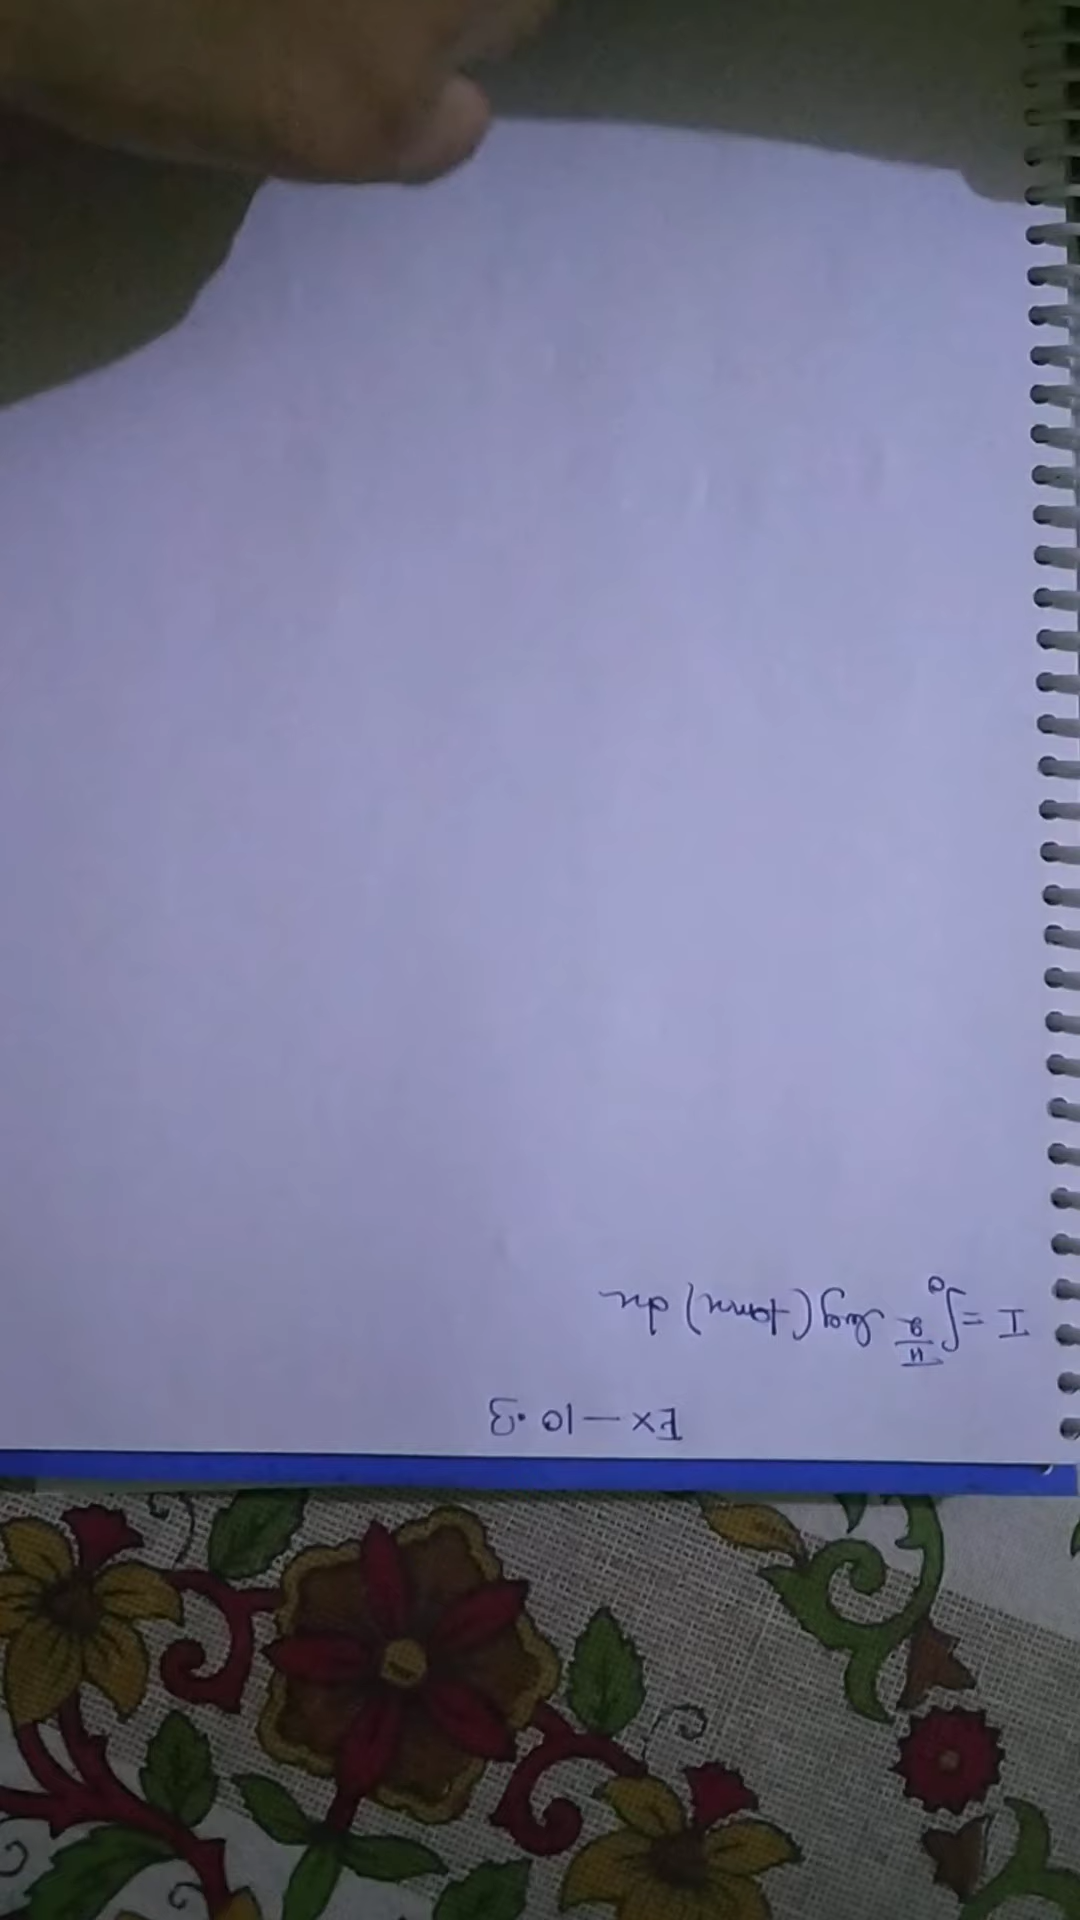 Ex - 10.3
I = ∫₀^(π/2) log(tanx) dx